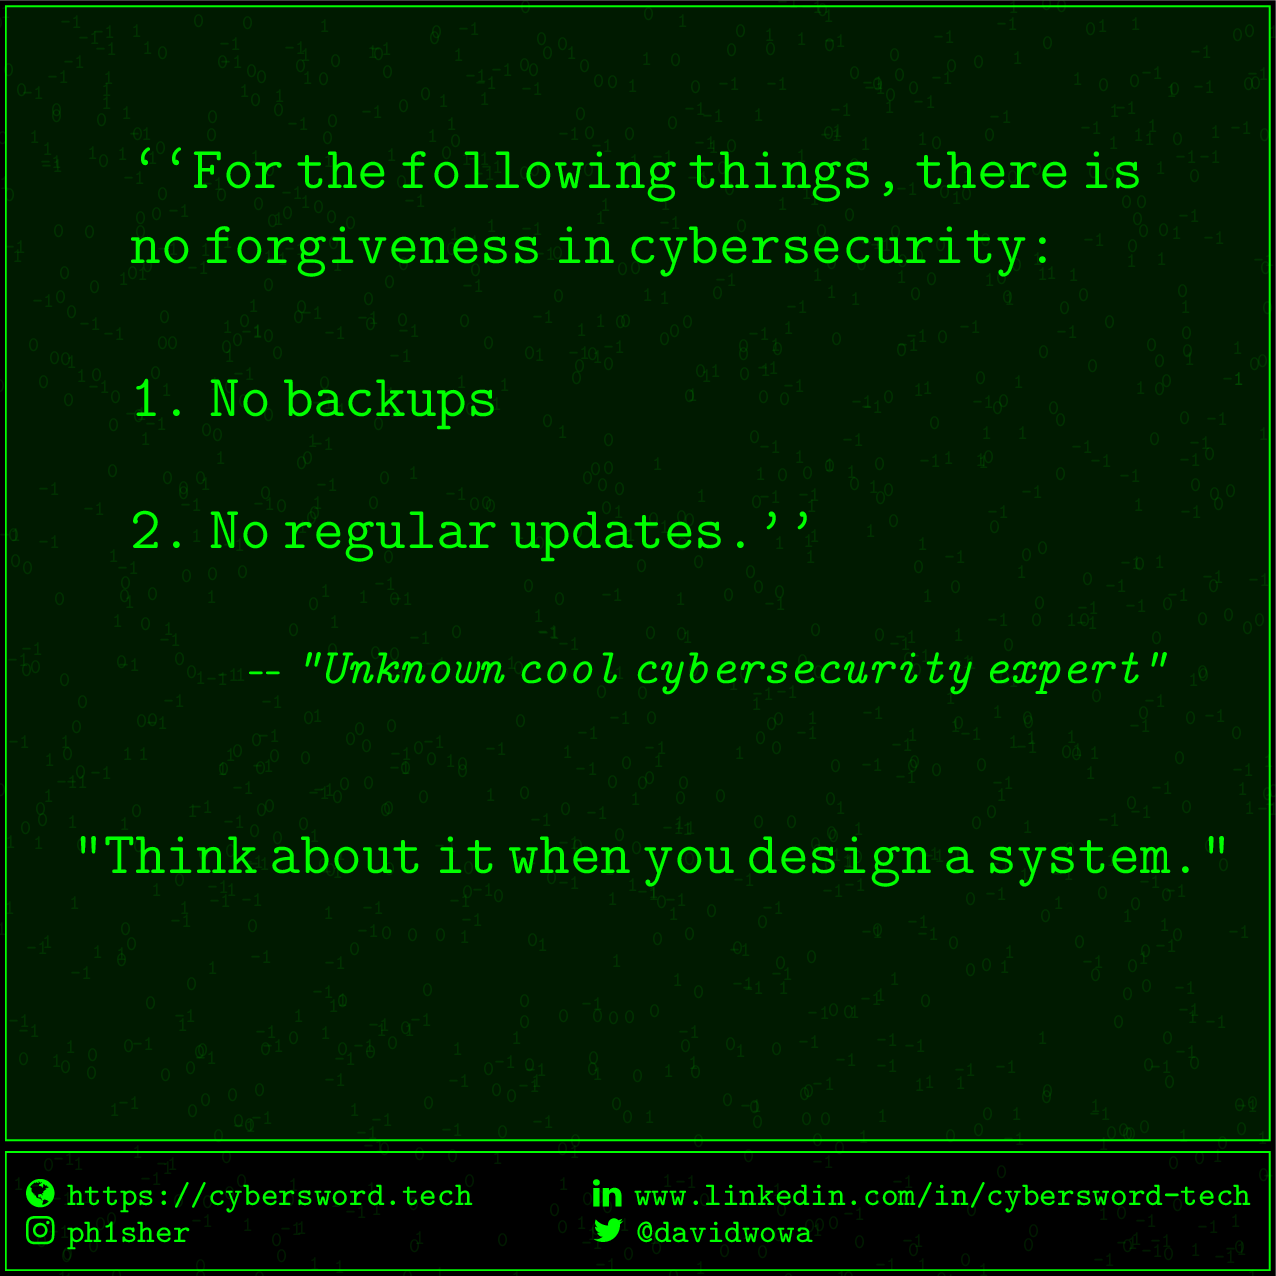 ‘‘For the following things, there is
no forgiveness in cybersecurity:
1. No backups
2. No regular updates.’’
-- "Unknown cool cybersecurity expert"
"Think about it when you design a system."
https://cybersword.tech
www.linkedin.com/in/cybersword-tech
ph1sher
@davidwowa